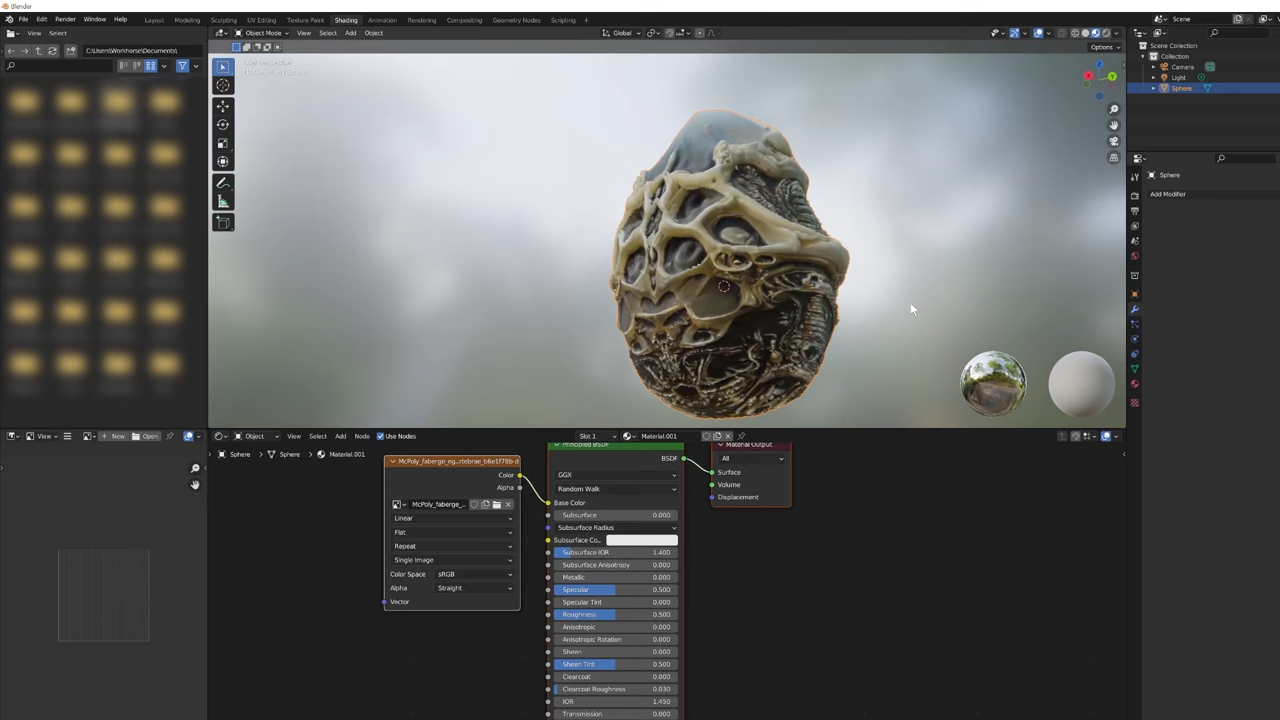 Blender
File Edit Render Window Help Layout Modeling Sculpting UV Editing Texture Paint Shading Animation Rendering Compositing Geometry Nodes Scripting + Scene
View Select Object Mode View Select Add Object Global
C:\Users\Workhorse\Documents\
Options
Scene Collection
Collection
Camera
Light
Sphere
Sphere
Add Modifier
View New Open Object View Select Add Node Use Nodes Slot 1 Material.001
Sphere Sphere Material.001
McPoly_faberge_eg...rtebrae_b6e1f78b-d
Color
Alpha
McPoly_faberge_...
Linear
Flat
Repeat
Single Image
Color Space sRGB
Alpha Straight
Vector
Principled BSDF
BSDF
GGX
Random Walk
Base Color
Subsurface 0.000
Subsurface Radius
Subsurface Co...
Subsurface IOR 1.400
Subsurface Anisotropy 0.000
Metallic 0.000
Specular 0.500
Specular Tint 0.000
Roughness 0.500
Anisotropic 0.000
Anisotropic Rotation 0.000
Sheen 0.000
Sheen Tint 0.500
Clearcoat 0.000
Clearcoat Roughness 0.030
IOR 1.450
Transmission 0.000
Material Output
All
Surface
Volume
Displacement